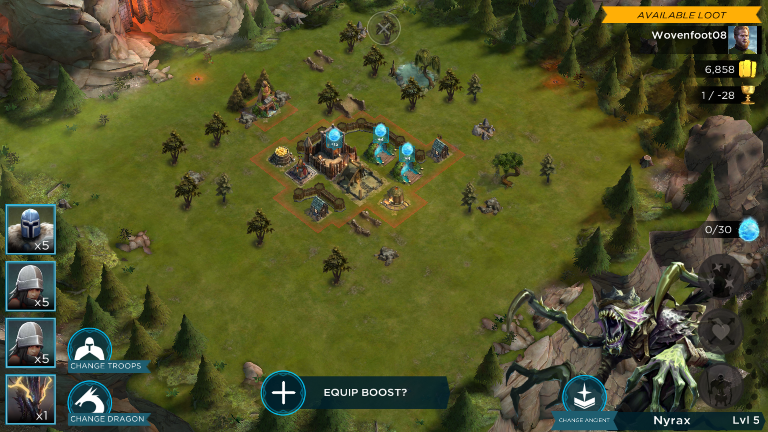 AVAILABLE LOOT
Wovenfoot08
6,858
1 / -28
0/30
x5
x5
x5
x1
CHANGE TROOPS
CHANGE DRAGON
EQUIP BOOST?
CHANGE ANCIENT
Nyrax Lvl 5